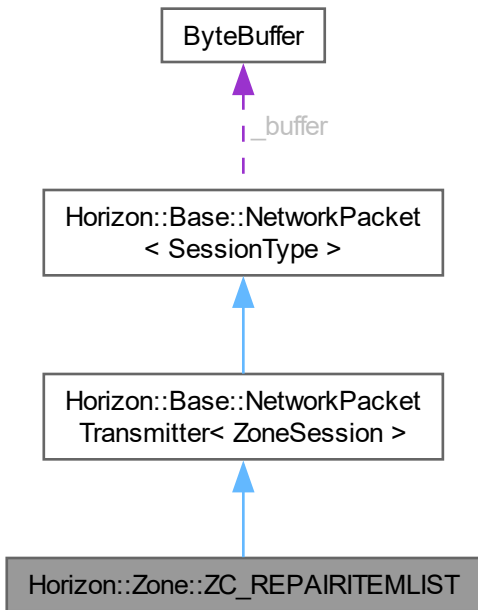 ByteBuffer
_buffer
Horizon::Base::NetworkPacket
< SessionType >
Horizon::Base::NetworkPacket
Transmitter< ZoneSession >
Horizon::Zone::ZC_REPAIRITEMLIST